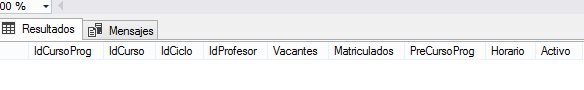 00 %
Resultados Mensajes
IdCursoProg IdCurso IdCiclo IdProfesor Vacantes Matriculados PreCursoProg Horario Activo